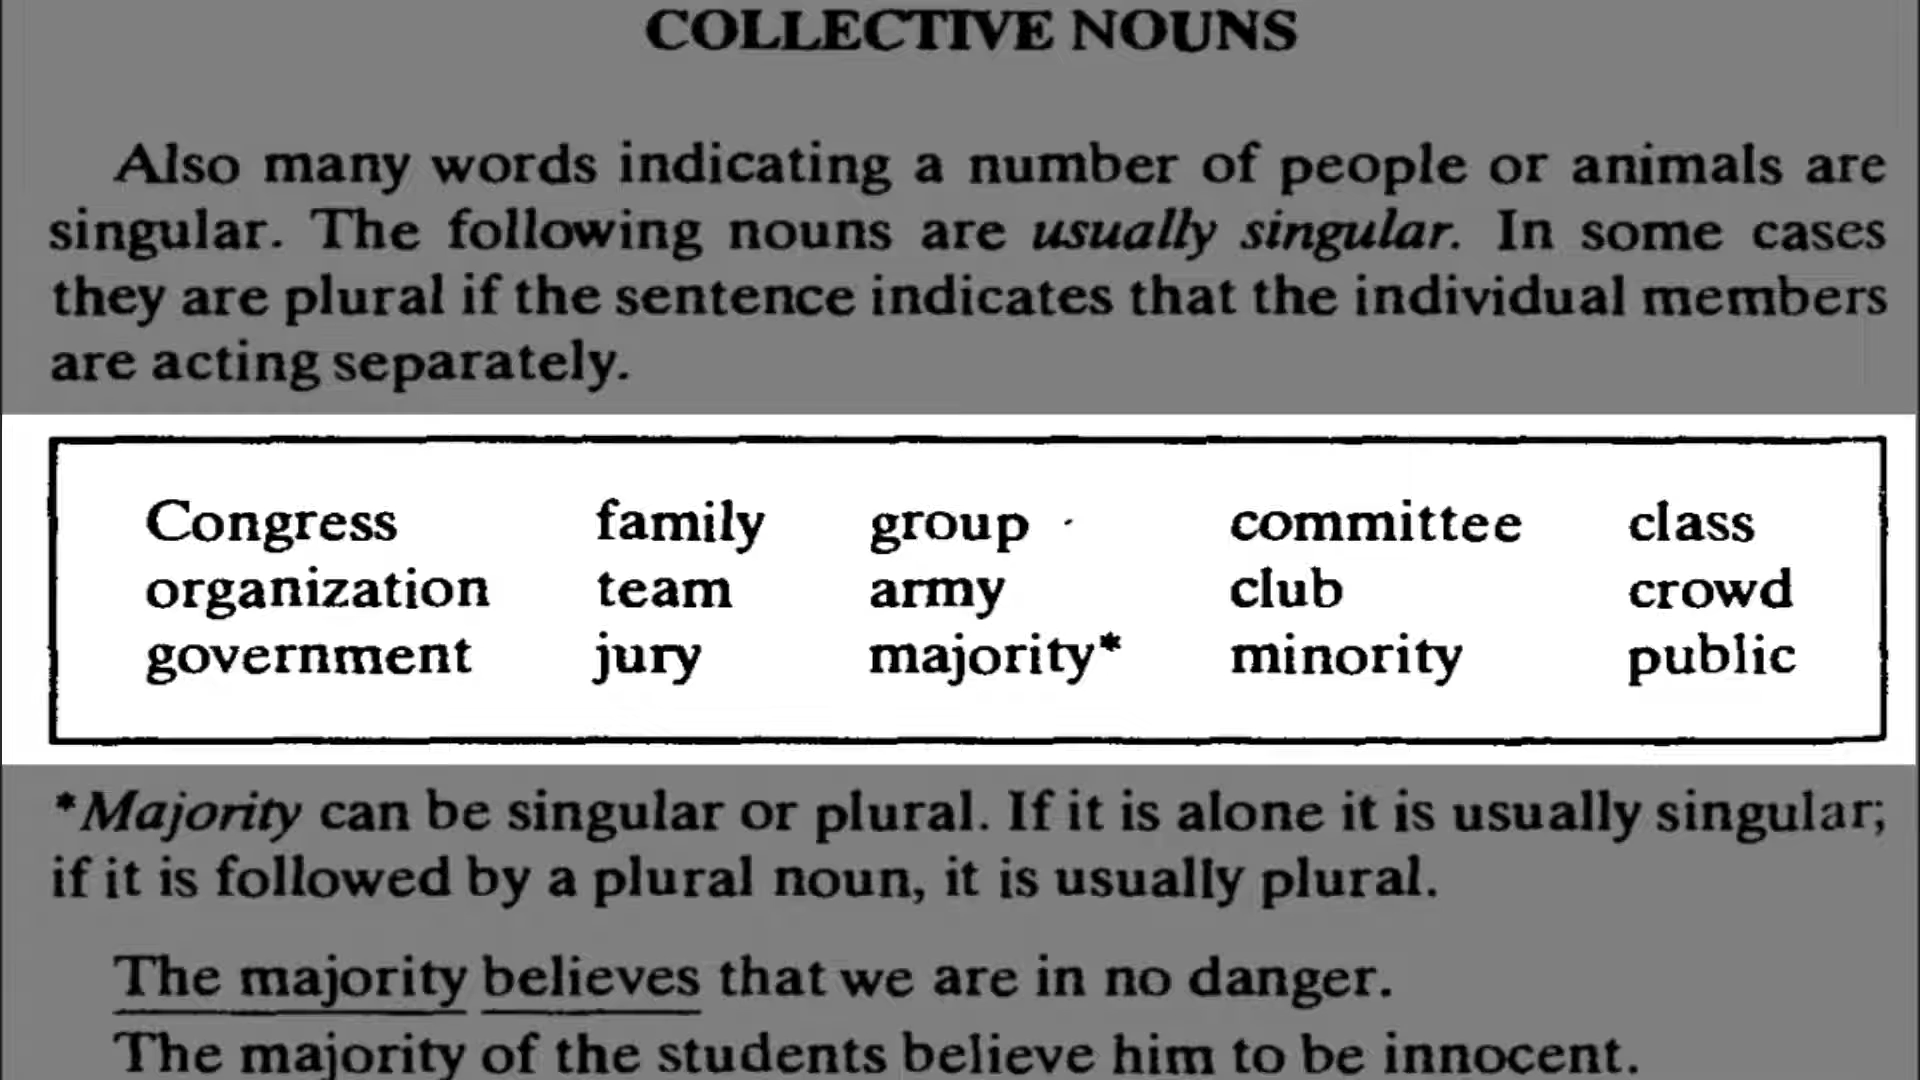 COLLECTIVE NOUNS
Also many words indicating a number of people or animals are
singular. The following nouns are usually singular. In some cases
they are plural if the sentence indicates that the individual members
are acting separately.
Congress family group committee class
organization team army club crowd
government jury majority* minority public
*Majority can be singular or plural. If it is alone it is usually singular;
if it is followed by a plural noun, it is usually plural.
The majority believes that we are in no danger.
The majority of the students believe him to be innocent.